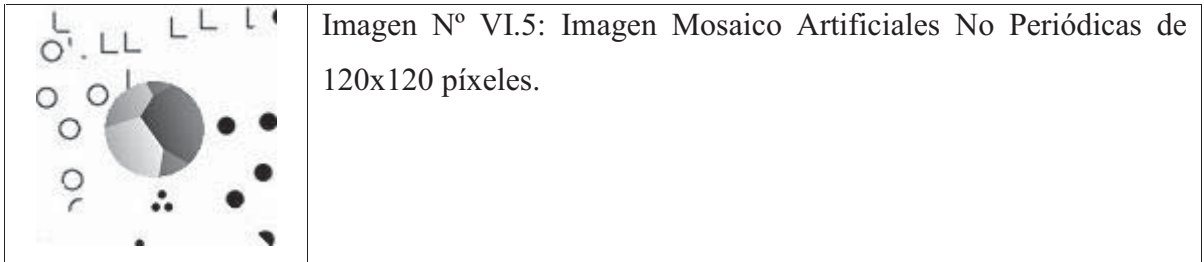 Imagen Nº VI.5: Imagen Mosaico Artificiales No Periódicas de
120x120 píxeles.